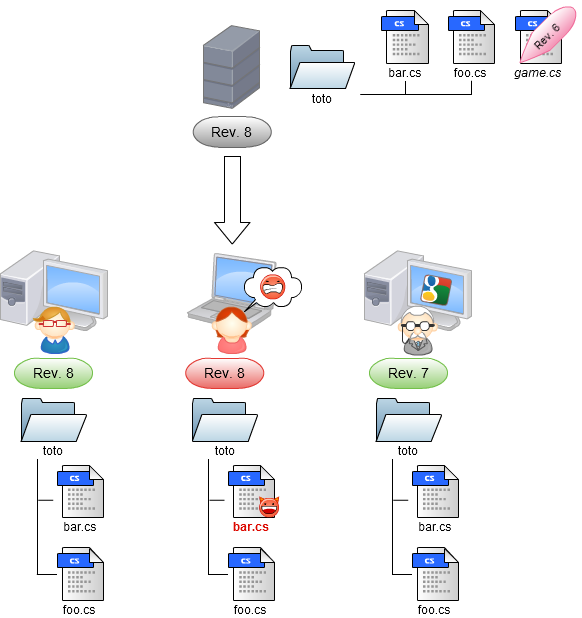 CS
CS
CS
Rev. 6
bar.cs
foo.cs
game.cs
toto
Rev. 8
Rev. 8
Rev. 8
Rev. 7
toto
toto
toto
CS
CS
CS
bar.cs
bar.cs
bar.cs
CS
CS
CS
foo.cs
foo.cs
foo.cs